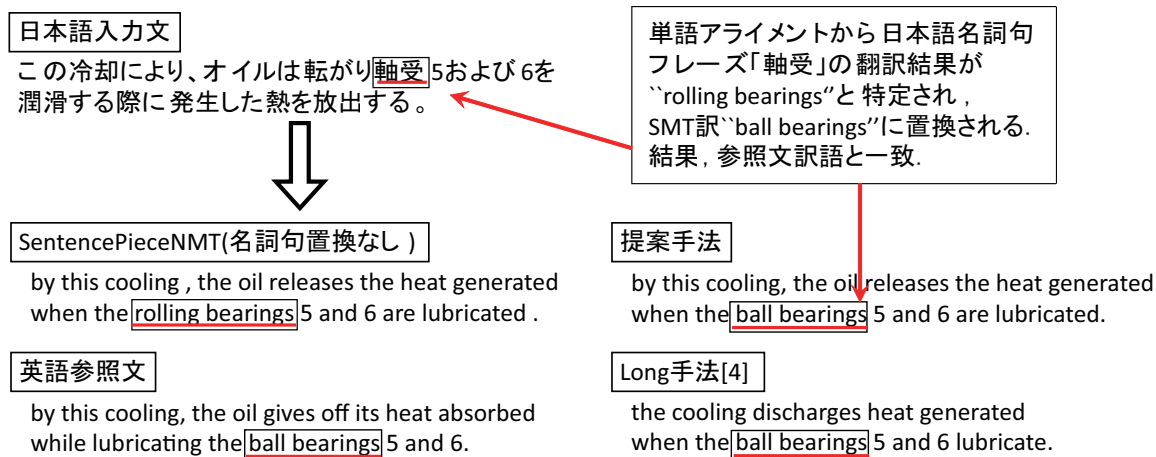 日本語入力文
この冷却により、オイルは転がり軸受5および6を
潤滑する際に発生した熱を放出する。
単語アライメントから日本語名詞句
フレーズ「軸受」の翻訳結果が
``rolling bearings''と特定され,
SMT訳``ball bearings''に置換される.
結果,参照文訳語と一致.
SentencePieceNMT(名詞句置換なし)
by this cooling , the oil releases the heat generated
when the rolling bearings 5 and 6 are lubricated .
提案手法
by this cooling, the oil releases the heat generated
when the ball bearings 5 and 6 are lubricated.
英語参照文
by this cooling, the oil gives off its heat absorbed
while lubricating the ball bearings 5 and 6.
Long手法[4]
the cooling discharges heat generated
when the ball bearings 5 and 6 lubricate.